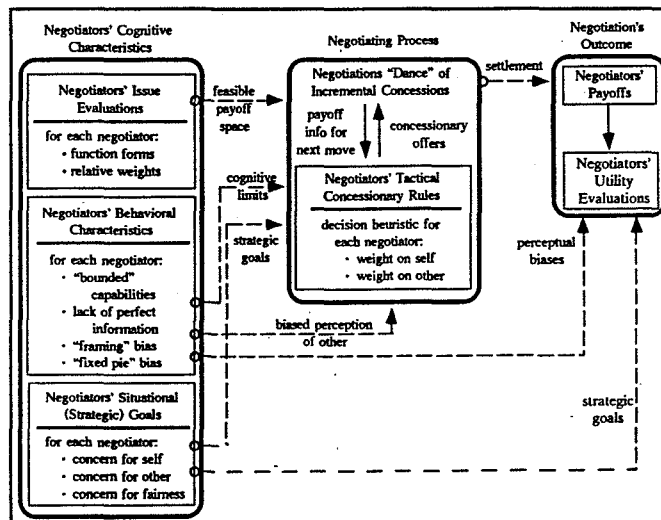 Negotiators' Cognitive
Characteristics
Negotiators' Issue
Evaluations
for each negotiator:
• function forms
• relative weights
Negotiators' Behavioral
Characteristics
for each negotiator:
• "bounded"
capabilities
• lack of perfect
information
• "framing" bias
• "fixed pie" bias
Negotiators' Situational
(Strategic) Goals
for each negotiator:
• concern for self
• concern for other
• concern for fairness
feasible
payoff
space
cognitive
limits
strategic
goals
biased perception
of other
Negotiating Process
Negotiations "Dance" of
Incremental Concessions
payoff
info for
next move
concessionary
offers
Negotiators' Tactical
Concessionary Rules
decision heuristic for
each negotiator:
• weight on self
• weight on other
settlement
perceptual
biases
strategic
goals
Negotiation's
Outcome
Negotiators'
Payoffs
Negotiators'
Utility
Evaluations